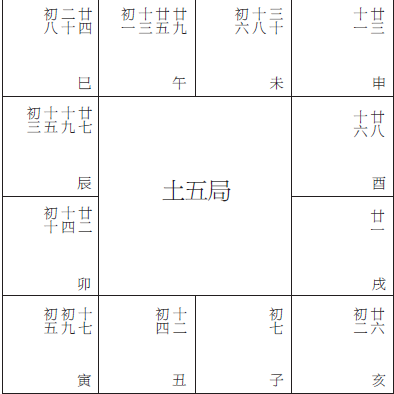 初八 二十 廿四
巳
初一 十三 廿五 廿九
午
初六 十八 三十
未
十一 廿三
申
初三 十五 十九 廿七
辰
土五局
十六 廿八
酉
初十 十四 廿二
卯
廿一
戌
初五 初九 十七
寅
初四 十二
丑
初七
子
初二 廿六
亥